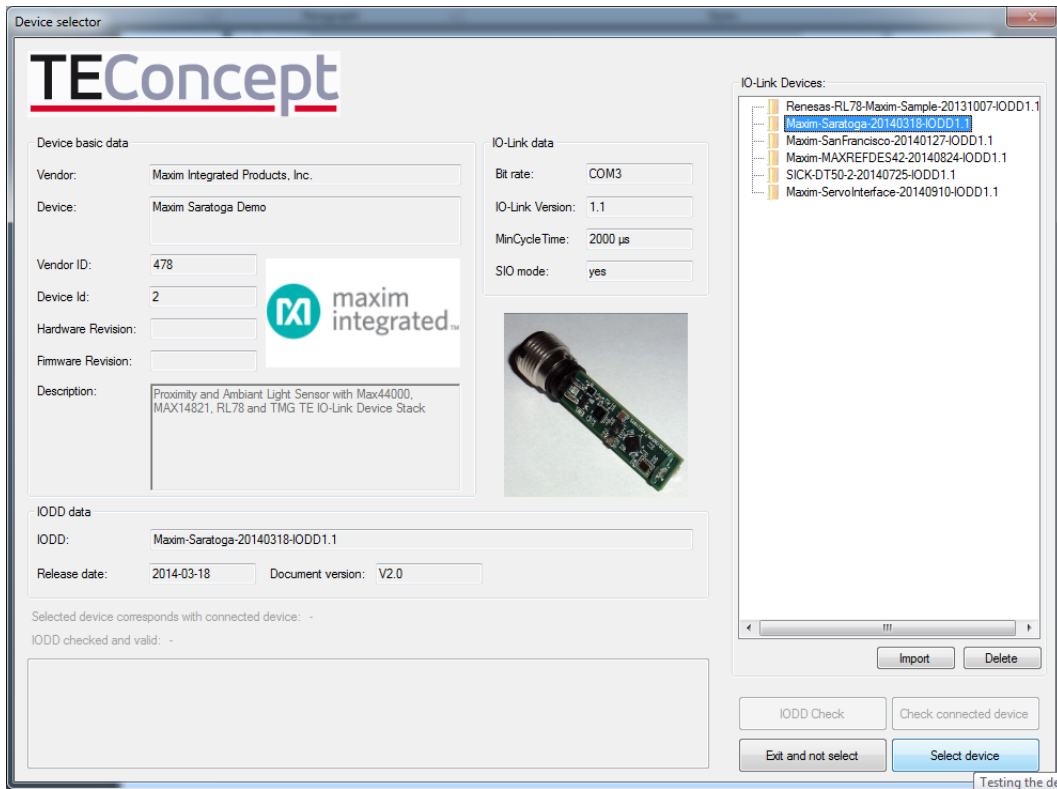 Device selector
TEConcept
Device basic data
Vendor:
Maxim Integrated Products, Inc.
Device:
Maxim Saratoga Demo
Vendor ID:
478
Device Id:
2
Hardware Revision:
Firmware Revision:
maxim
integrated™
Description:
Proximity and Ambiant Light Sensor with Max44000,
MAX14821, RL78 and TMG TE IO-Link Device Stack
IO-Link data
Bit rate:
COM3
IO-Link Version:
1.1
MinCycleTime:
2000 µs
SIO mode:
yes
IODD data
IODD:
Maxim-Saratoga-20140318-IODD1.1
Release date:
2014-03-18
Document version:
V2.0
Selected device corresponds with connected device: -
IODD checked and valid: -
IO-Link Devices:
Renesas-RL78-Maxim-Sample-20131007-IODD1.1
Maxim-Saratoga-20140318-IODD1.1
Maxim-SanFrancisco-20140127-IODD1.1
Maxim-MAXREFDES42-20140824-IODD1.1
SICK-DT50-2-20140725-IODD1.1
Maxim-ServoInterface-20140910-IODD1.1
Import
Delete
IODD Check
Check connected device
Exit and not select
Select device
Testing the de